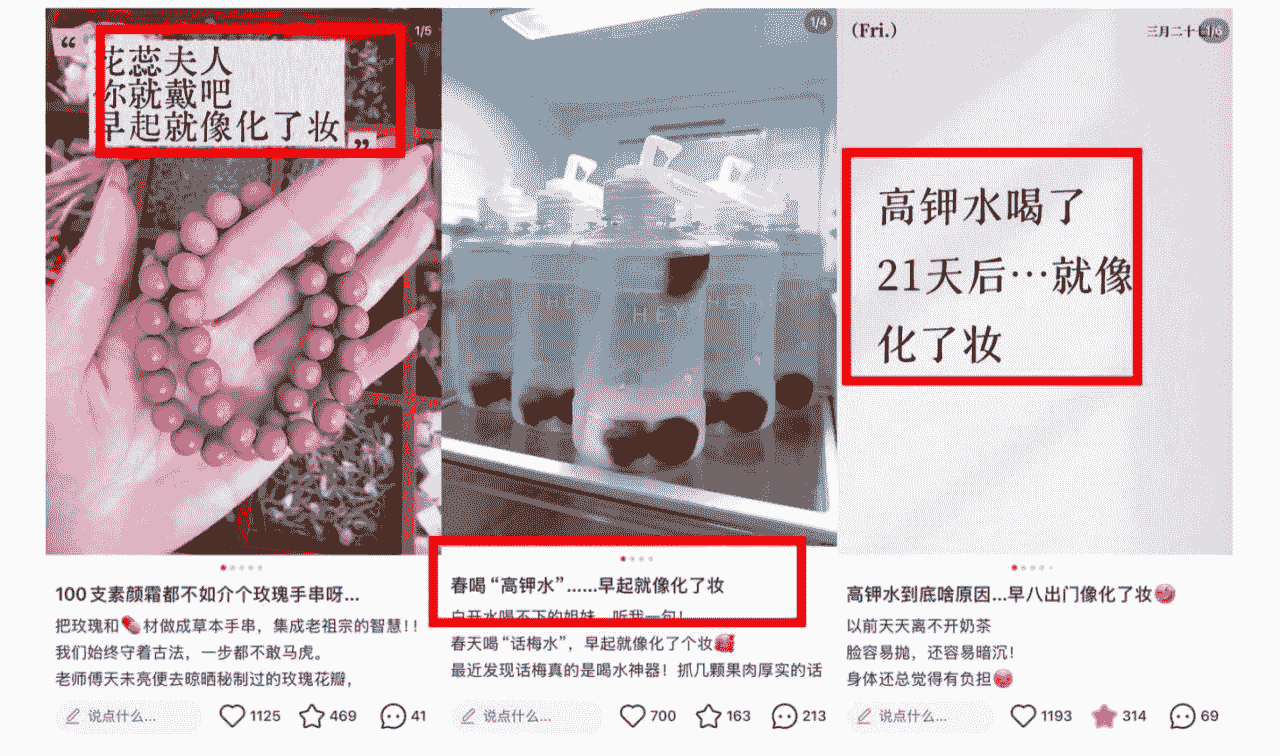 “
1/5
花蕊夫人
你就戴吧
早起就像化了妆
”
100支素颜霜都不如介个玫瑰手串呀...
把玫瑰和💊材做成草本手串，集成老祖宗的智慧！！
我们始终守着古法，一步都不敢马虎。
老师傅天未亮便去晾晒秘制过的玫瑰花瓣，
说点什么...
1125
469
41
1/4
HEY
春喝“高钾水”......早起就像化了妆
白开水喝不下的姐妹，听我一句！
春天喝“话梅水”，早起就像化了个妆🥰
最近发现话梅真的是喝水神器！抓几颗果肉厚实的话
说点什么...
700
163
213
（Fri.）
三月二十
1/6
高钾水喝了
21天后…就像
化了妆
高钾水到底啥原因...早八出门像化了妆
以前天天离不开奶茶
脸容易抛，还容易暗沉！
身体还总觉得有负担
说点什么...
1193
314
69